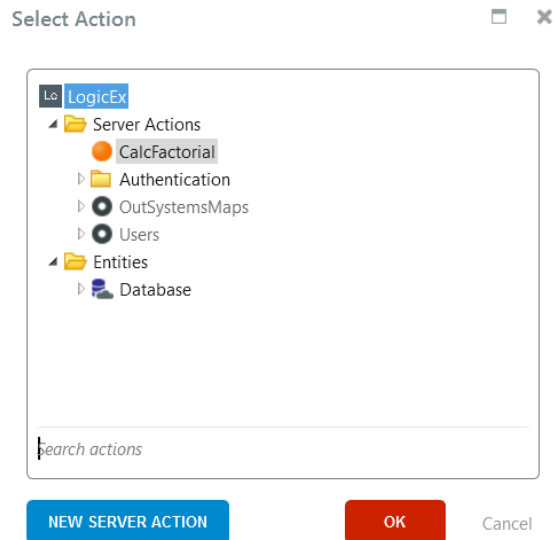 Select Action
Lo LogicEx
Server Actions
CalcFactorial
Authentication
OutSystemsMaps
Users
Entities
Database
Search actions
NEW SERVER ACTION OK Cancel